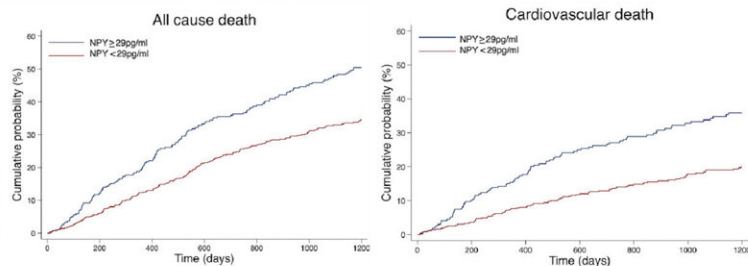 All cause death
NPY≥29pg/ml
NPY<29pg/ml
Cumulative probability (%)
60
50
40
30
20
10
0
0 200 400 600 800 1000 1200
Time (days)
Cardiovascular death
NPY≥29pg/ml
NPY<29pg/ml
Cumulative probability (%)
60
50
40
30
20
10
0
0 200 400 600 800 1000 1200
Time (days)